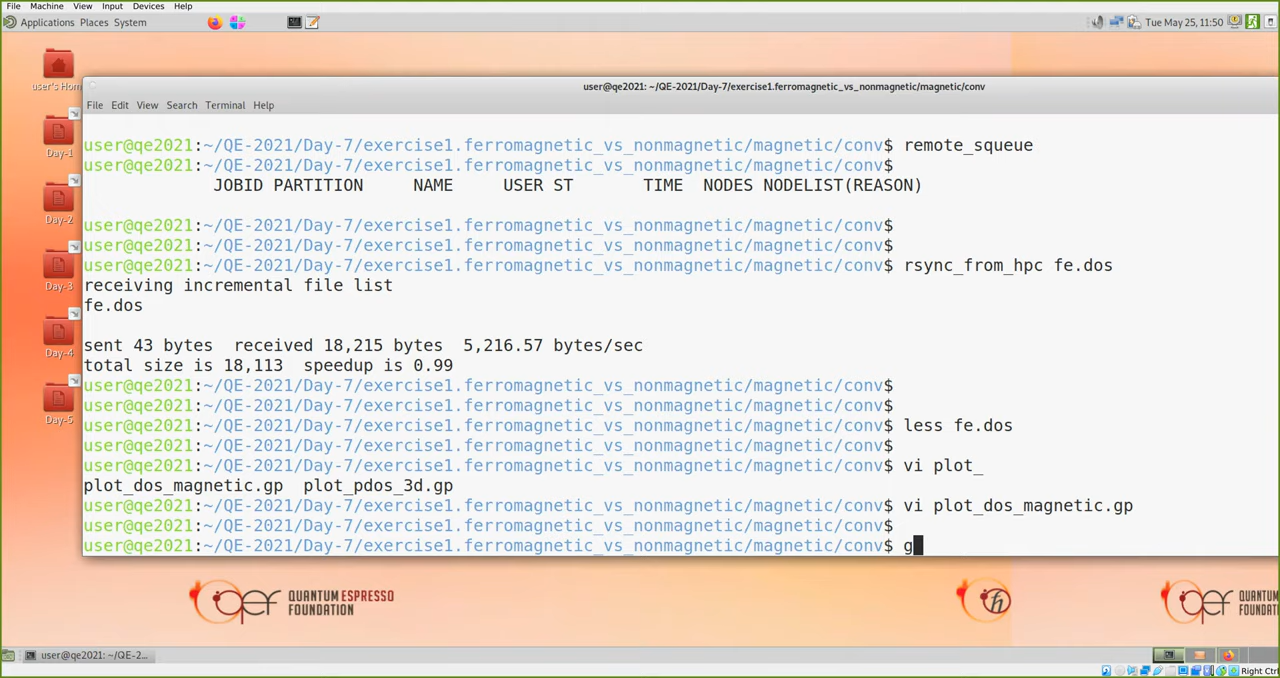 File Machine View Input Devices Help
Applications Places System Tue May 25, 11:50
user's Hom
Day-1
Day-2
Day-3
Day-4
Day-5
user@qe2021: ~/QE-2021/Day-7/exercise1.ferromagnetic_vs_nonmagnetic/magnetic/conv
File Edit View Search Terminal Help
user@qe2021:~/QE-2021/Day-7/exercise1.ferromagnetic_vs_nonmagnetic/magnetic/conv$ remote_squeue
user@qe2021:~/QE-2021/Day-7/exercise1.ferromagnetic_vs_nonmagnetic/magnetic/conv$
JOBID PARTITION NAME USER ST TIME NODES NODELIST(REASON)
user@qe2021:~/QE-2021/Day-7/exercise1.ferromagnetic_vs_nonmagnetic/magnetic/conv$
user@qe2021:~/QE-2021/Day-7/exercise1.ferromagnetic_vs_nonmagnetic/magnetic/conv$
user@qe2021:~/QE-2021/Day-7/exercise1.ferromagnetic_vs_nonmagnetic/magnetic/conv$ rsync_from_hpc fe.dos
receiving incremental file list
fe.dos
sent 43 bytes received 18,215 bytes 5,216.57 bytes/sec
total size is 18,113 speedup is 0.99
user@qe2021:~/QE-2021/Day-7/exercise1.ferromagnetic_vs_nonmagnetic/magnetic/conv$
user@qe2021:~/QE-2021/Day-7/exercise1.ferromagnetic_vs_nonmagnetic/magnetic/conv$
user@qe2021:~/QE-2021/Day-7/exercise1.ferromagnetic_vs_nonmagnetic/magnetic/conv$ less fe.dos
user@qe2021:~/QE-2021/Day-7/exercise1.ferromagnetic_vs_nonmagnetic/magnetic/conv$
user@qe2021:~/QE-2021/Day-7/exercise1.ferromagnetic_vs_nonmagnetic/magnetic/conv$ vi plot_
plot_dos_magnetic.gp plot_pdos_3d.gp
user@qe2021:~/QE-2021/Day-7/exercise1.ferromagnetic_vs_nonmagnetic/magnetic/conv$ vi plot_dos_magnetic.gp
user@qe2021:~/QE-2021/Day-7/exercise1.ferromagnetic_vs_nonmagnetic/magnetic/conv$
user@qe2021:~/QE-2021/Day-7/exercise1.ferromagnetic_vs_nonmagnetic/magnetic/conv$ g
qef QUANTUM ESPRESSO FOUNDATION
ħ
qef QUANTUM FOUND
user@qe2021: ~/QE-2...
Right Ctrl